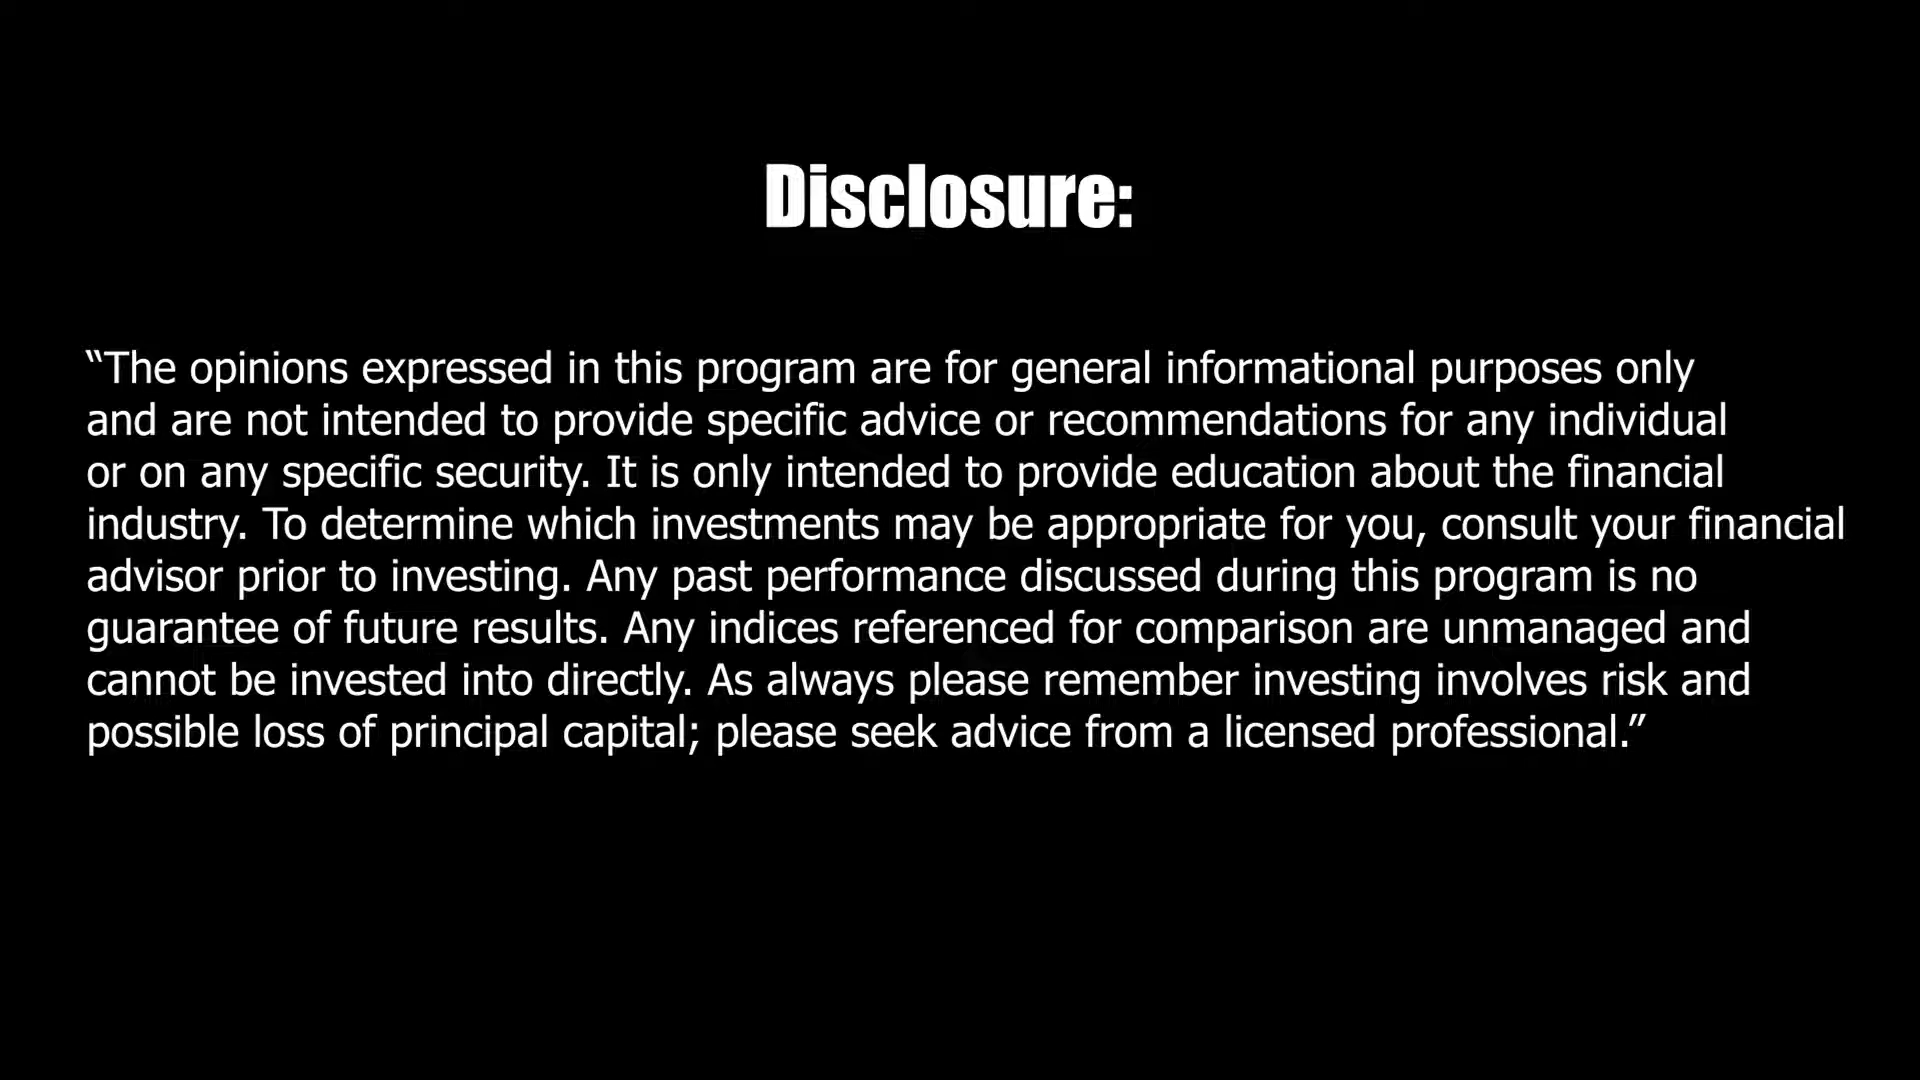 Disclosure:
“The opinions expressed in this program are for general informational purposes only
and are not intended to provide specific advice or recommendations for any individual
or on any specific security. It is only intended to provide education about the financial
industry. To determine which investments may be appropriate for you, consult your financial
advisor prior to investing. Any past performance discussed during this program is no
guarantee of future results. Any indices referenced for comparison are unmanaged and
cannot be invested into directly. As always please remember investing involves risk and
possible loss of principal capital; please seek advice from a licensed professional.”